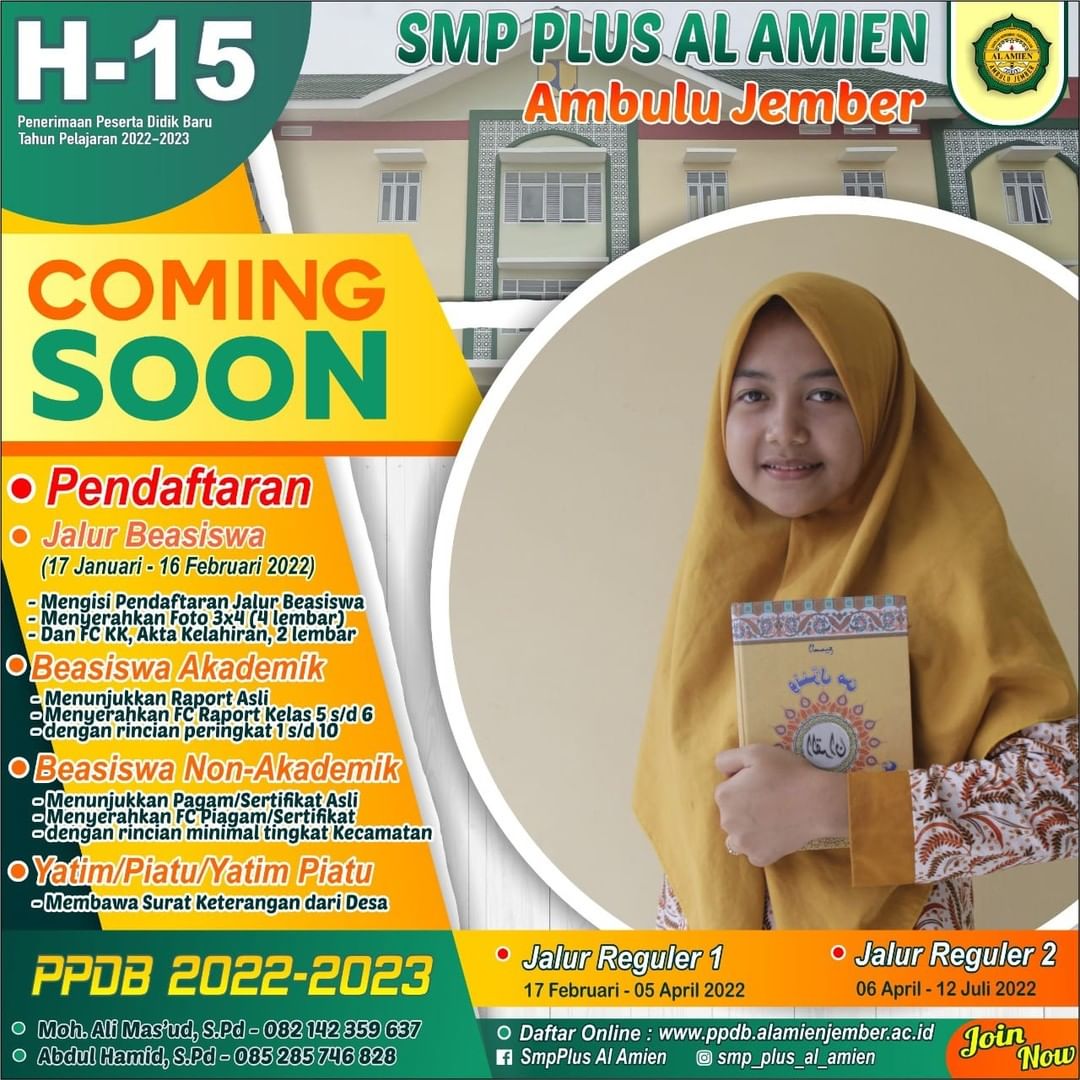 H-15
Penerimaan Peserta Didik Baru
Tahun Pelajaran 2022-2023
SMP PLUS AL AMIEN
Ambulu Jember
AL AMIEN
AMBULU JEMBER
COMING
SOON
Pendaftaran
Jalur Beasiswa
(17 Januari - 16 Februari 2022)
- Mengisi Pendaftaran Jalur Beasiswa
- Menyerahkan Foto 3x4 (4 lembar)
- Dan FC KK, Akta Kelahiran, 2 lembar
Beasiswa Akademik
- Menunjukkan Raport Asli
- Menyerahkan FC Raport Kelas 5 s/d 6
- dengan rincian peringkat 1 s/d 10
Beasiswa Non-Akademik
- Menunjukkan Pagam/Sertifikat Asli
- Menyerahkan FC Piagam/Sertifikat
- dengan rincian minimal tingkat Kecamatan
Yatim/Piatu/Yatim Piatu
- Membawa Surat Keterangan dari Desa
PPDB 2022-2023
Moh. Ali Mas'ud, S.Pd - 082 142 359 637
Abdul Hamid, S.Pd - 085 285 746 828
Jalur Reguler 1
17 Februari - 05 April 2022
Jalur Reguler 2
06 April - 12 Juli 2022
Daftar Online : www.ppdb.alamienjember.ac.id
SmpPlus Al Amien
smp_plus_al_amien
Join
Now